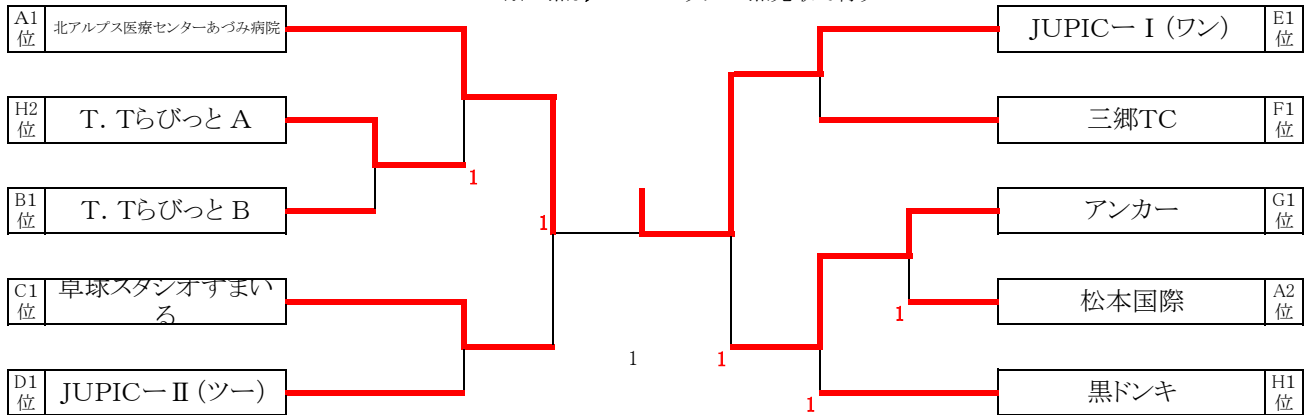 A1位 北アルプス医療センターあづみ病院
H2位 T. Tらびっと A
B1位 T. Tらびっと B
C1位 卓球スタジオすまいる
D1位 JUPICーⅡ(ツー)
1
1
1
1
1
1
JUPICーⅠ(ワン) E1位
三郷TC F1位
アンカー G1位
松本国際 A2位
黒ドンキ H1位